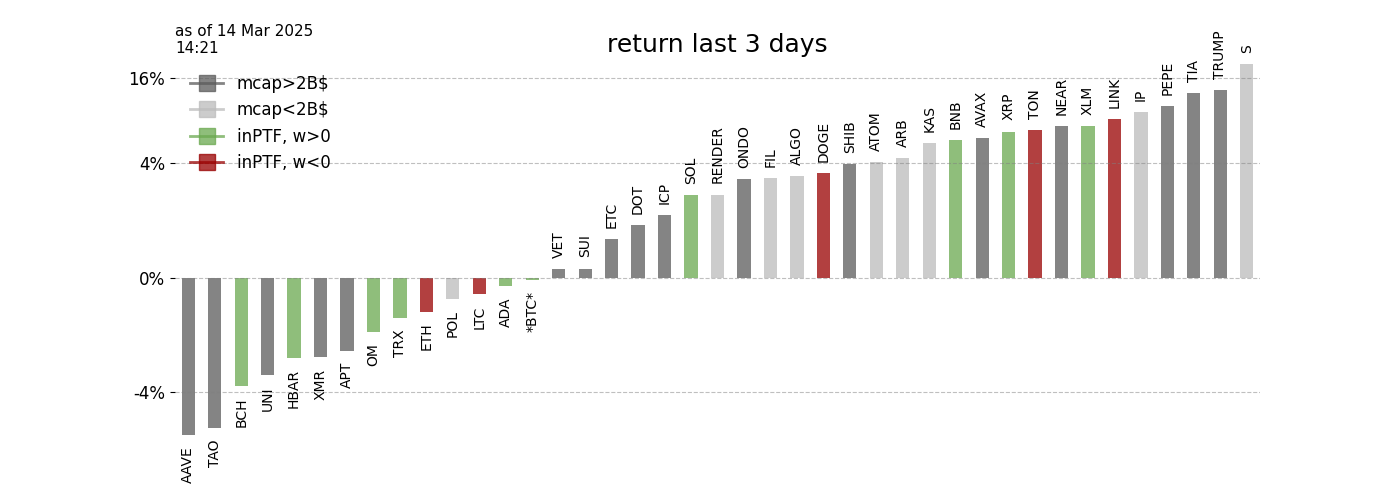 as of 14 Mar 2025
14:21
return last 3 days
mcap>2B$
mcap<2B$
inPTF, w>0
inPTF, w<0
16%
4%
0%
-4%
AAVE
TAO
BCH
UNI
HBAR
XMR
APT
OM
TRX
ETH
POL
LTC
ADA
*BTC*
VET
SUI
ETC
DOT
ICP
SOL
RENDER
ONDO
FIL
ALGO
DOGE
SHIB
ATOM
ARB
KAS
BNB
AVAX
XRP
TON
NEAR
XLM
LINK
IP
PEPE
TIA
TRUMP
S